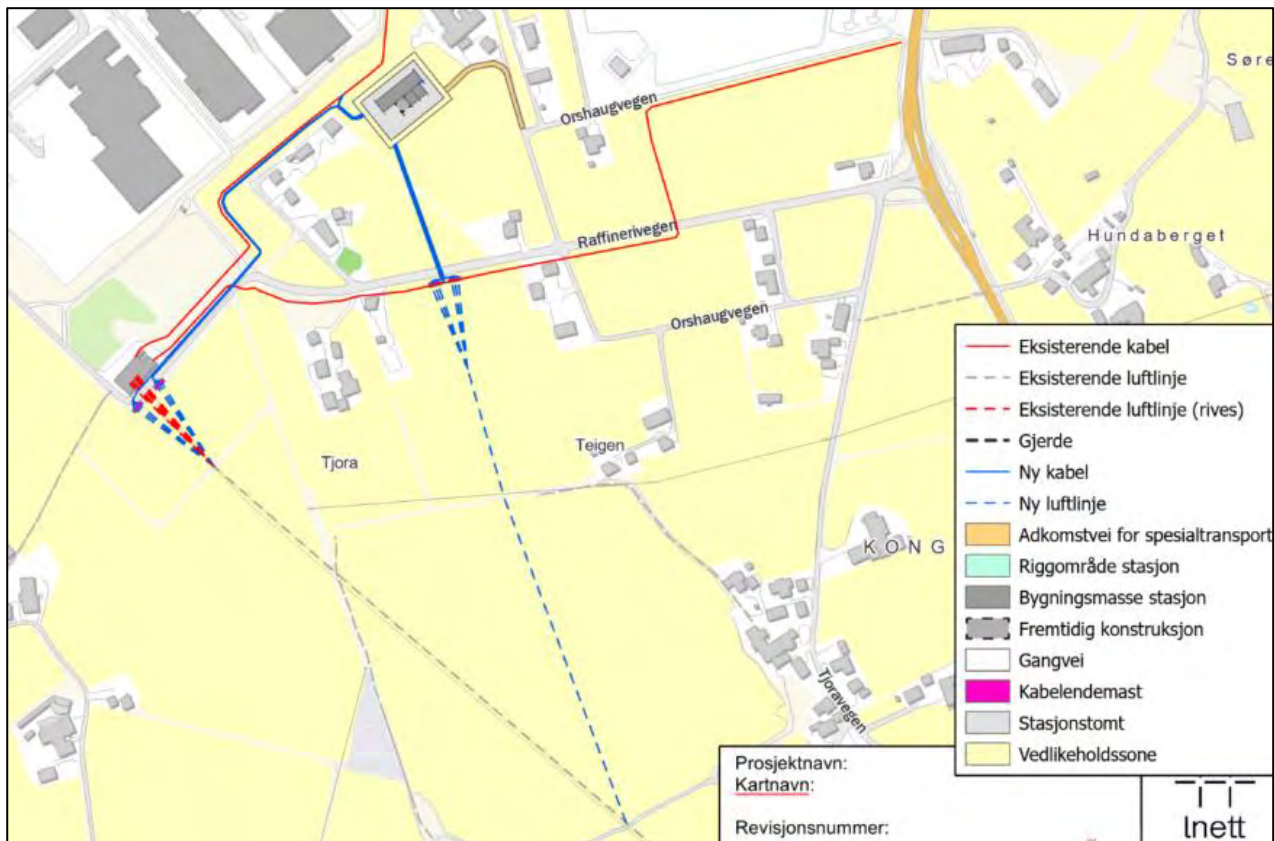 Søre
Orshaugvegen
Raffinerivegen
Hundaberget
Orshaugvegen
Teigen
Tjora
KONG
Tjoravegen
Eksisterende kabel
Eksisterende luftlinje
Eksisterende luftlinje (rives)
Gjerde
Ny kabel
Ny luftlinje
Adkomstvei for spesialtransport
Riggområde stasjon
Bygningsmasse stasjon
Fremtidig konstruksjon
Gangvei
Kabelendemast
Stasjonstomt
Vedlikeholdssone
Prosjektnavn:
Kartnavn:
Revisjonsnummer:
lnett